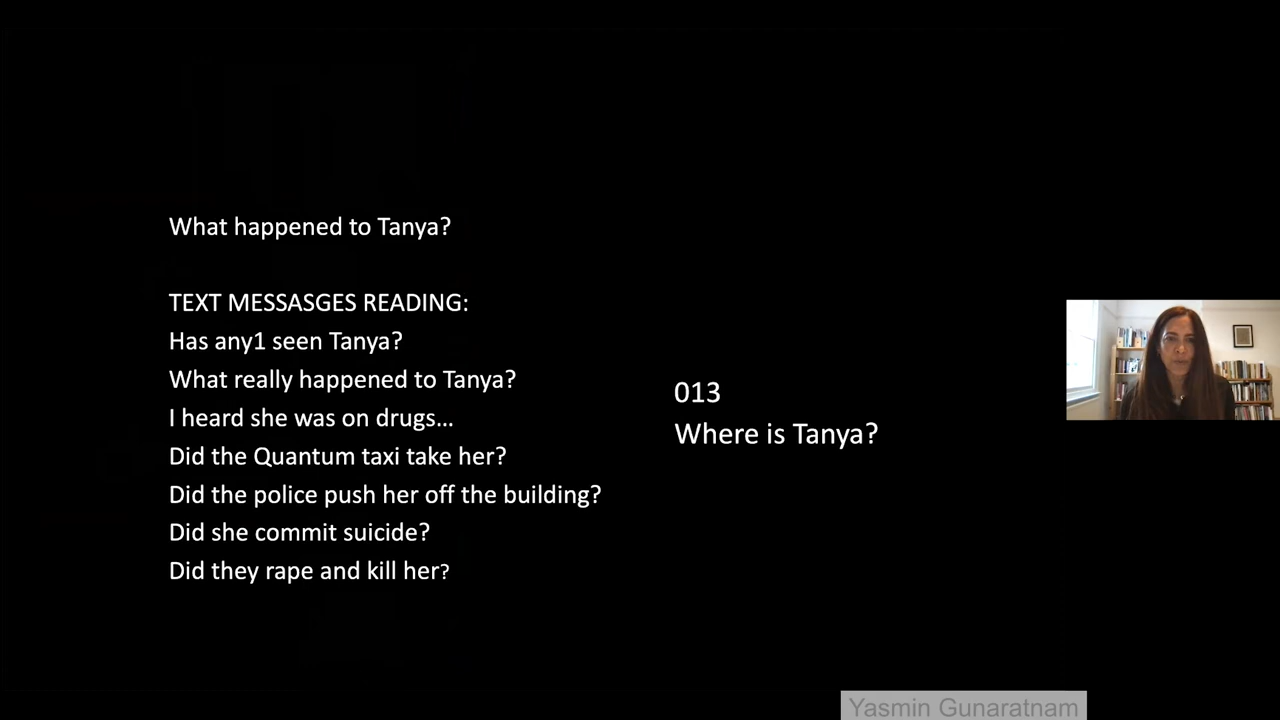 What happened to Tanya?
TEXT MESSASGES READING:
Has any1 seen Tanya?
What really happened to Tanya?
I heard she was on drugs…
Did the Quantum taxi take her?
Did the police push her off the building?
Did she commit suicide?
Did they rape and kill her?
013
Where is Tanya?
Yasmin Gunaratnam